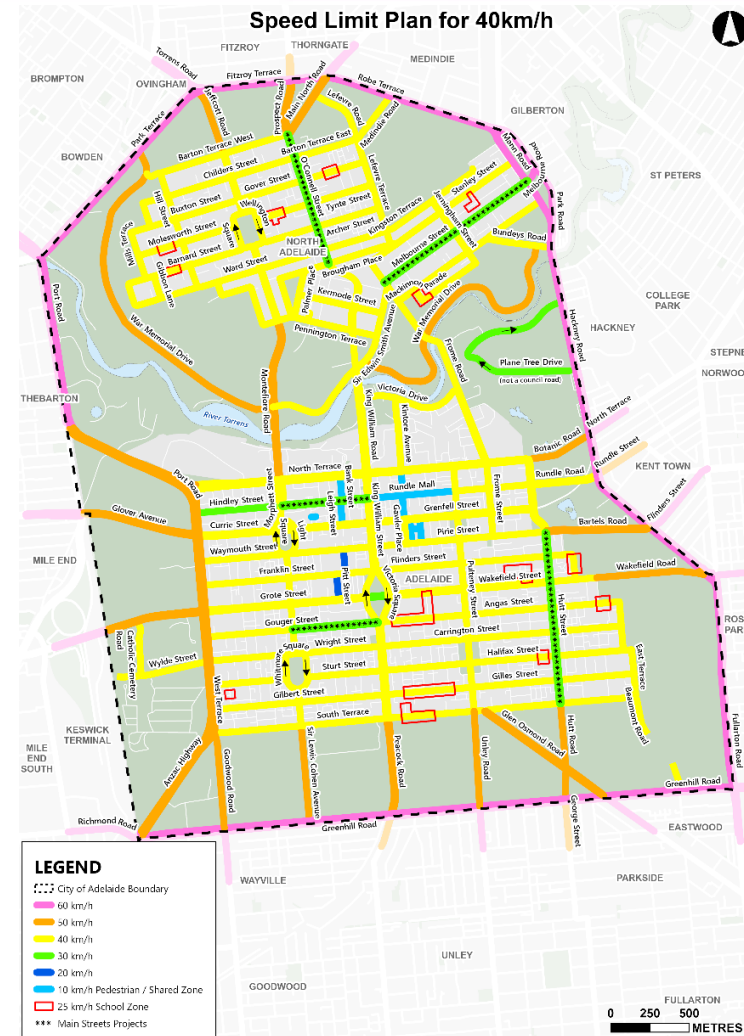 Speed Limit Plan for 40km/h
FITZROY
THORNGATE
MEDINDIE
Torrens Road
BROMPTON
OVINGHAM
Fitzroy Terrace
Prospect Road
Main North Road
Robe Terrace
Jeffcott Road
Lefevre Road
Medindie Road
GILBERTON
Park Terrace
Barton Terrace West
Barton Terrace East
Mann Road
BOWDEN
Childers Street
O'Connell Street
Lefevre Terrace
Gover Street
Stanley Street
Park Road
ST PETERS
Hill Street
Buxton Street
Wellington
Square
Tynte Street
Jerningham Street
Molesworth Street
Archer Street
Kingston Terrace
Melbourne Street
Bundeys Road
Mills Terrace
Barnard Street
NORTH
ADELAIDE
Ward Street
Brougham Place
Gibbon Lane
Palmer Place
Kermode Street
Mackinnon
Parade
COLLEGE
PARK
Port Road
War Memorial Drive
War Memorial Drive
Pennington Terrace
Hackney Road
HACKNEY
Sir Edwin Smith Avenue
Frome Road
Plane Tree Drive
(not a council road)
STEPNE
NORWOO
THEBARTON
Montefiore Road
Victoria Drive
River Torrens
King William Road
Kintore Avenue
North Terrace
Botanic Road
Port Road
North Terrace
Rundle Road
Rundle Street
KENT TOWN
Hindley Street
Morphett Street
Leigh Street
Bank Street
Rundle Mall
Frome Street
Flinders Street
Glover Avenue
Currie Street
Light
Square
King William Street
Gawler Place
Grenfell Street
Pirie Street
Bartels Road
MILE END
Waymouth Street
Flinders Street
Franklin Street
Pitt Street
Victoria Square
ADELAIDE
Pulteney Street
Wakefield Street
Wakefield Road
Grote Street
Angas Street
Hutt Street
Gouger Street
Carrington Street
ROS
PAR
Catholic Cemetery
Road
Wylde Street
Whitmore Square
Wright Street
Halifax Street
Sturt Street
Gilles Street
East Terrace
West Terrace
Gilbert Street
South Terrace
Beaumont Road
Fullarton Road
KESWICK
TERMINAL
MILE
END
SOUTH
Anzac Highway
Goodwood Road
Sir Lewis Cohen Avenue
Peacock Road
Unley Road
Glen Osmond Road
Hutt Road
Greenhill Road
Richmond Road
Greenhill Road
George Street
EASTWOOD
WAYVILLE
PARKSIDE
UNLEY
GOODWOOD
FULLARTON
LEGEND
City of Adelaide Boundary
60 km/h
50 km/h
40 km/h
30 km/h
20 km/h
10 km/h Pedestrian / Shared Zone
25 km/h School Zone
*** Main Streets Projects
0 250 500
METRES